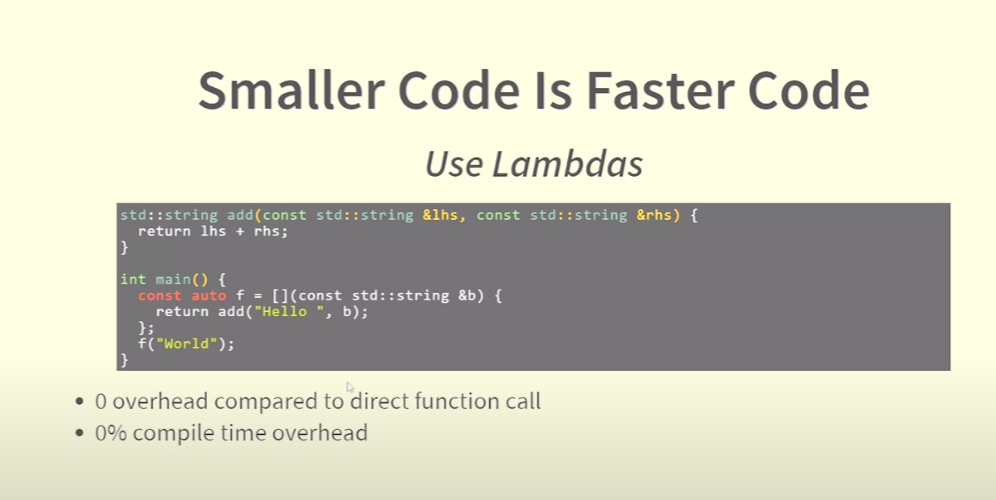 Smaller Code Is Faster Code
Use Lambdas
std::string add(const std::string &lhs, const std::string &rhs) {
  return lhs + rhs;
}

int main() {
  const auto f = [](const std::string &b) {
    return add("Hello ", b);
  };
  f("World");
}
• 0 overhead compared to direct function call
• 0% compile time overhead